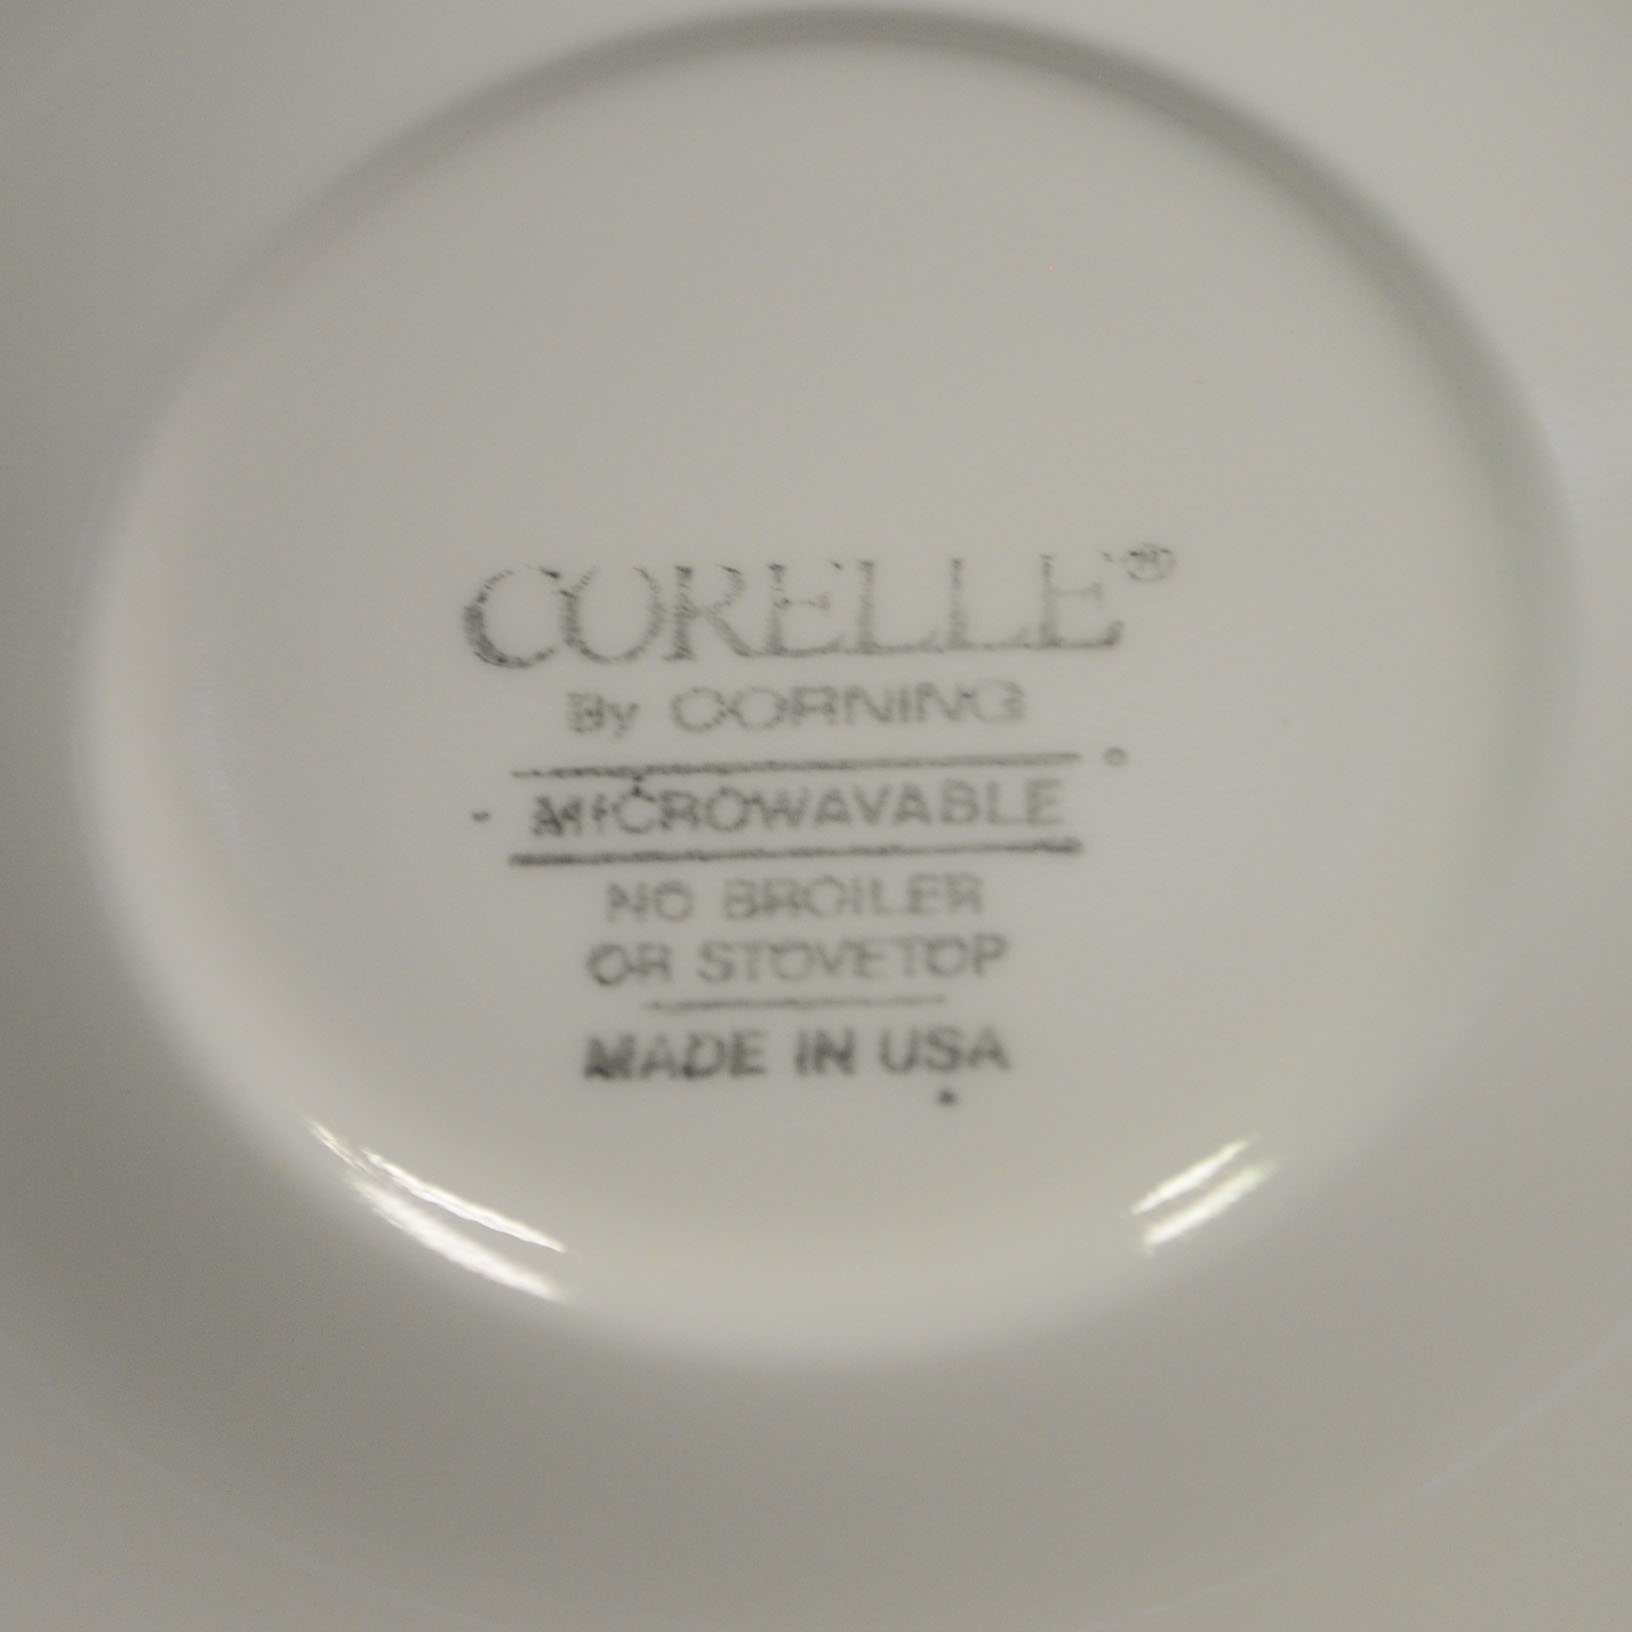 CORELLE®
By CORNING
MICROWAVABLE
NO BROILER
OR STOVETOP
MADE IN USA